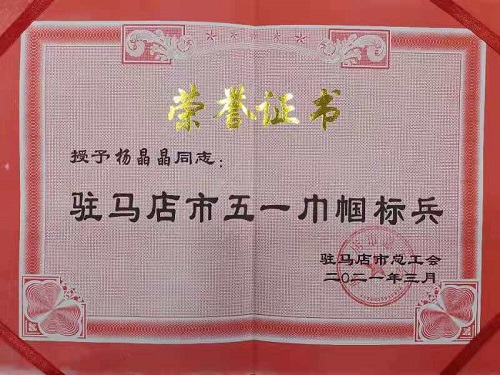 荣誉证书
授予杨晶晶同志：
驻马店市五一巾帼标兵
驻马店市总工会
二〇二一年三月